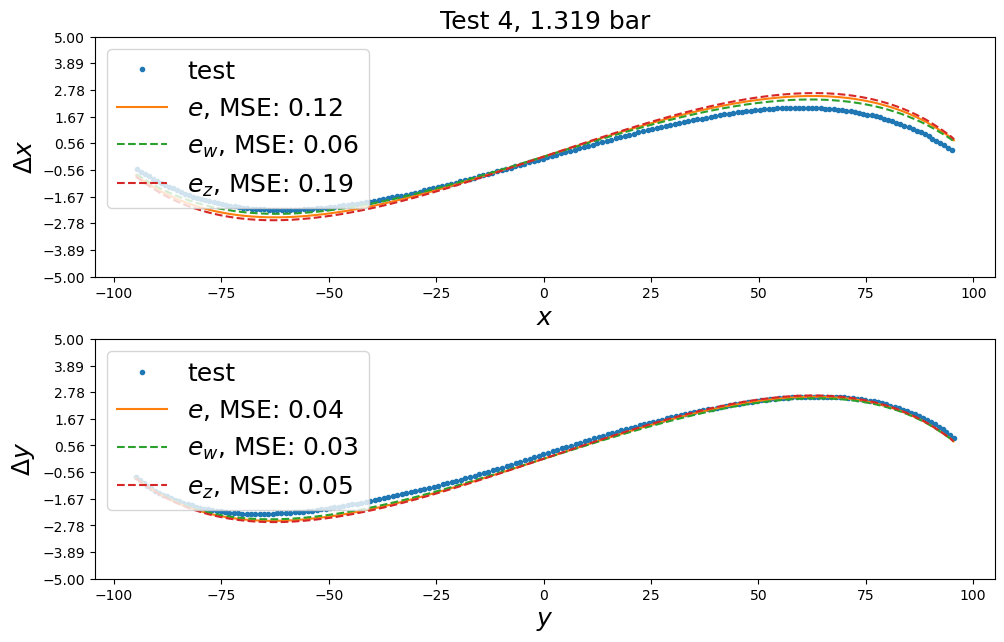 Test 4, 1.319 bar
5.00
3.89
2.78
1.67
0.56
−0.56
−1.67
−2.78
−3.89
−5.00
Δx
test
e, MSE: 0.12
e_w, MSE: 0.06
e_z, MSE: 0.19
−100 −75 −50 −25 0 25 50 75 100
x
5.00
3.89
2.78
1.67
0.56
−0.56
−1.67
−2.78
−3.89
−5.00
Δy
test
e, MSE: 0.04
e_w, MSE: 0.03
e_z, MSE: 0.05
−100 −75 −50 −25 0 25 50 75 100
y